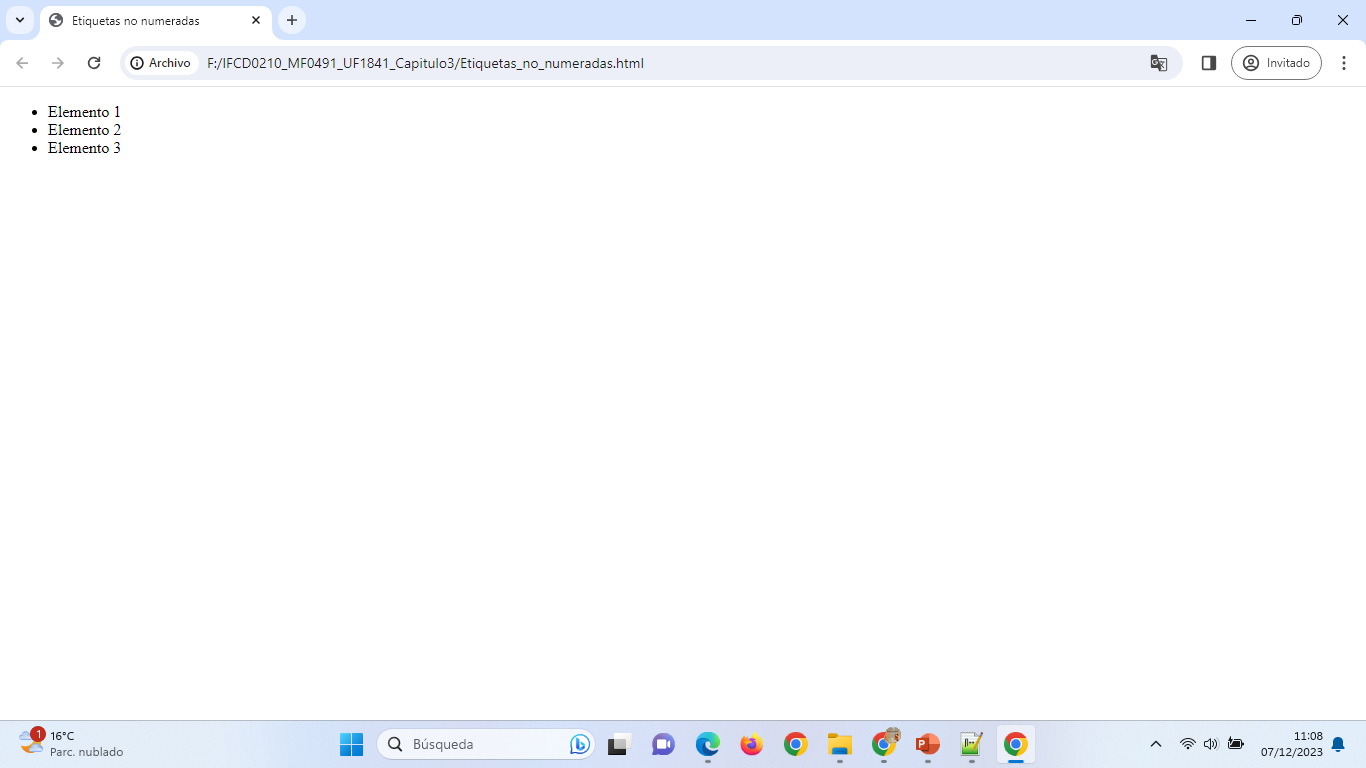 Etiquetas no numeradas
Archivo F:/IFCD0210_MF0491_UF1841_Capitulo3/Etiquetas_no_numeradas.html Invitado
Elemento 1
Elemento 2
Elemento 3
1 16°C
Parc. nublado
Búsqueda
11:08
07/12/2023